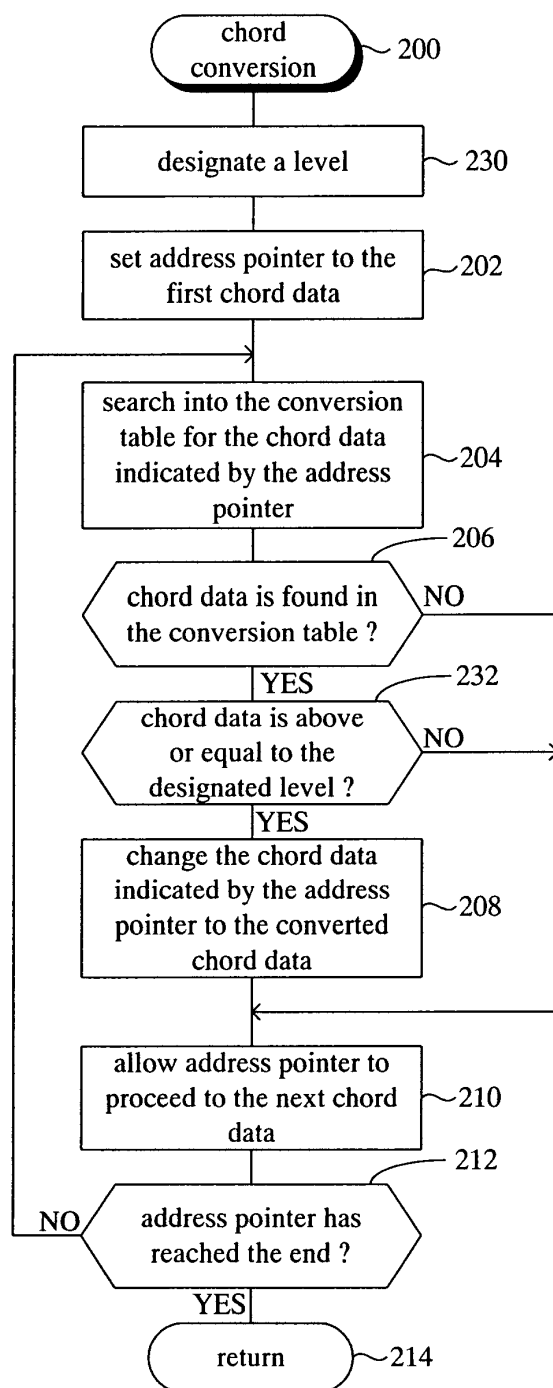 chord
conversion
200
designate a level
230
set address pointer to the
first chord data
202
search into the conversion
table for the chord data
indicated by the address
pointer
204
206
chord data is found in
the conversion table ?
NO
YES
232
chord data is above
or equal to the
designated level ?
NO
YES
change the chord data
indicated by the address
pointer to the converted
chord data
208
allow address pointer to
proceed to the next chord
data
210
212
NO
address pointer has
reached the end ?
YES
return
214